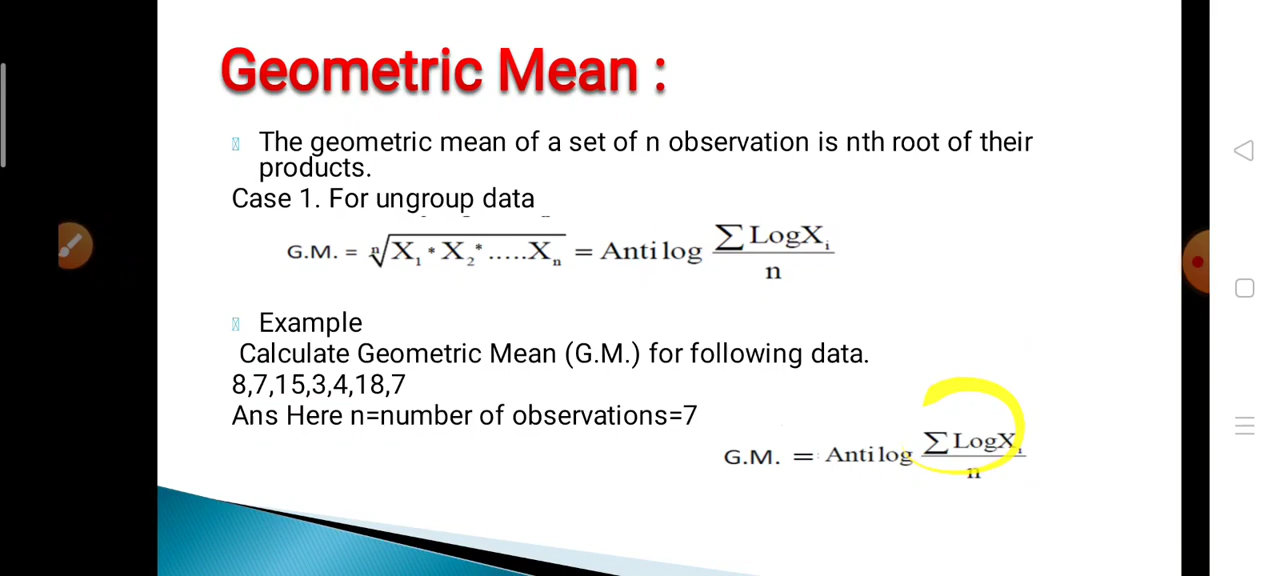 Geometric Mean :
The geometric mean of a set of n observation is nth root of their
products.
Case 1. For ungroup data
G.M. = ⁿ√X₁ * X₂* .....Xₙ = Anti log ∑ LogXᵢ / n
Example
Calculate Geometric Mean (G.M.) for following data.
8,7,15,3,4,18,7
Ans Here n=number of observations=7
G.M. = Anti log ∑ LogXᵢ / n